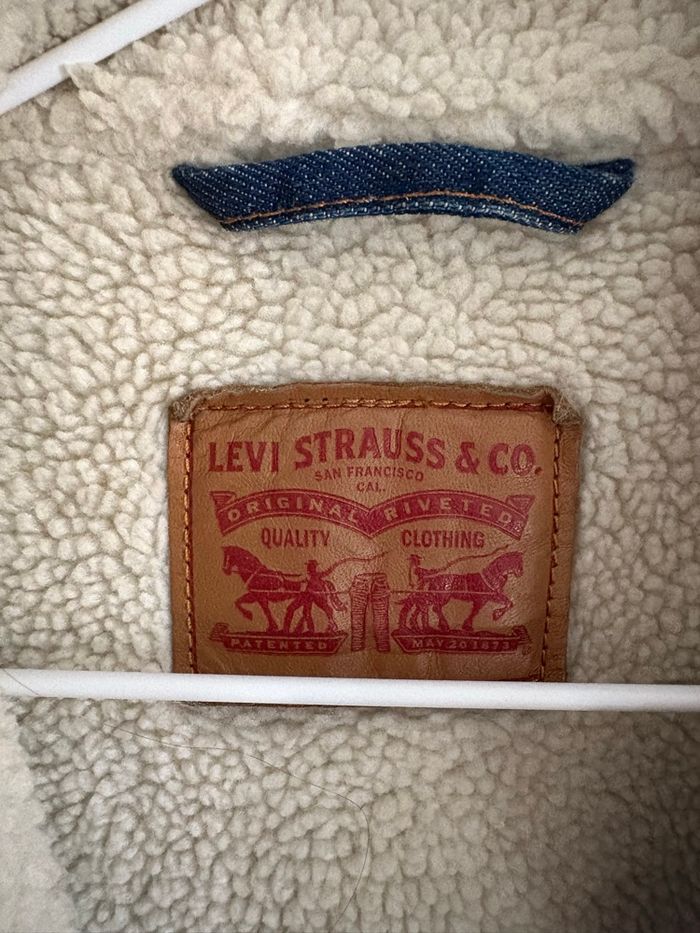 LEVI STRAUSS & CO.
SAN FRANCISCO
CAL.
ORIGINAL RIVETED
QUALITY CLOTHING
PATENTED MAY 20 1873